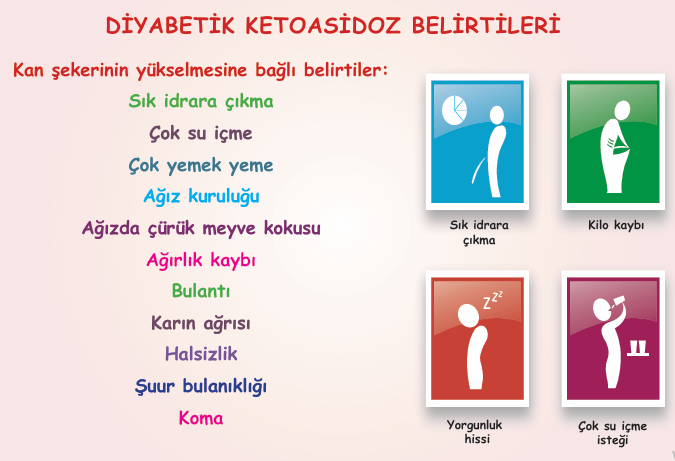 DİYABETİK KETOASİDOZ BELİRTİLERİ
Kan şekerinin yükselmesine bağlı belirtiler:
Sık idrara çıkma
Çok su içme
Çok yemek yeme
Ağız kuruluğu
Ağızda çürük meyve kokusu
Ağırlık kaybı
Bulantı
Karın ağrısı
Halsizlik
Şuur bulanıklığı
Koma
Sık idrara
çıkma
Kilo kaybı
zzz
Yorgunluk
hissi
Çok su içme
isteği